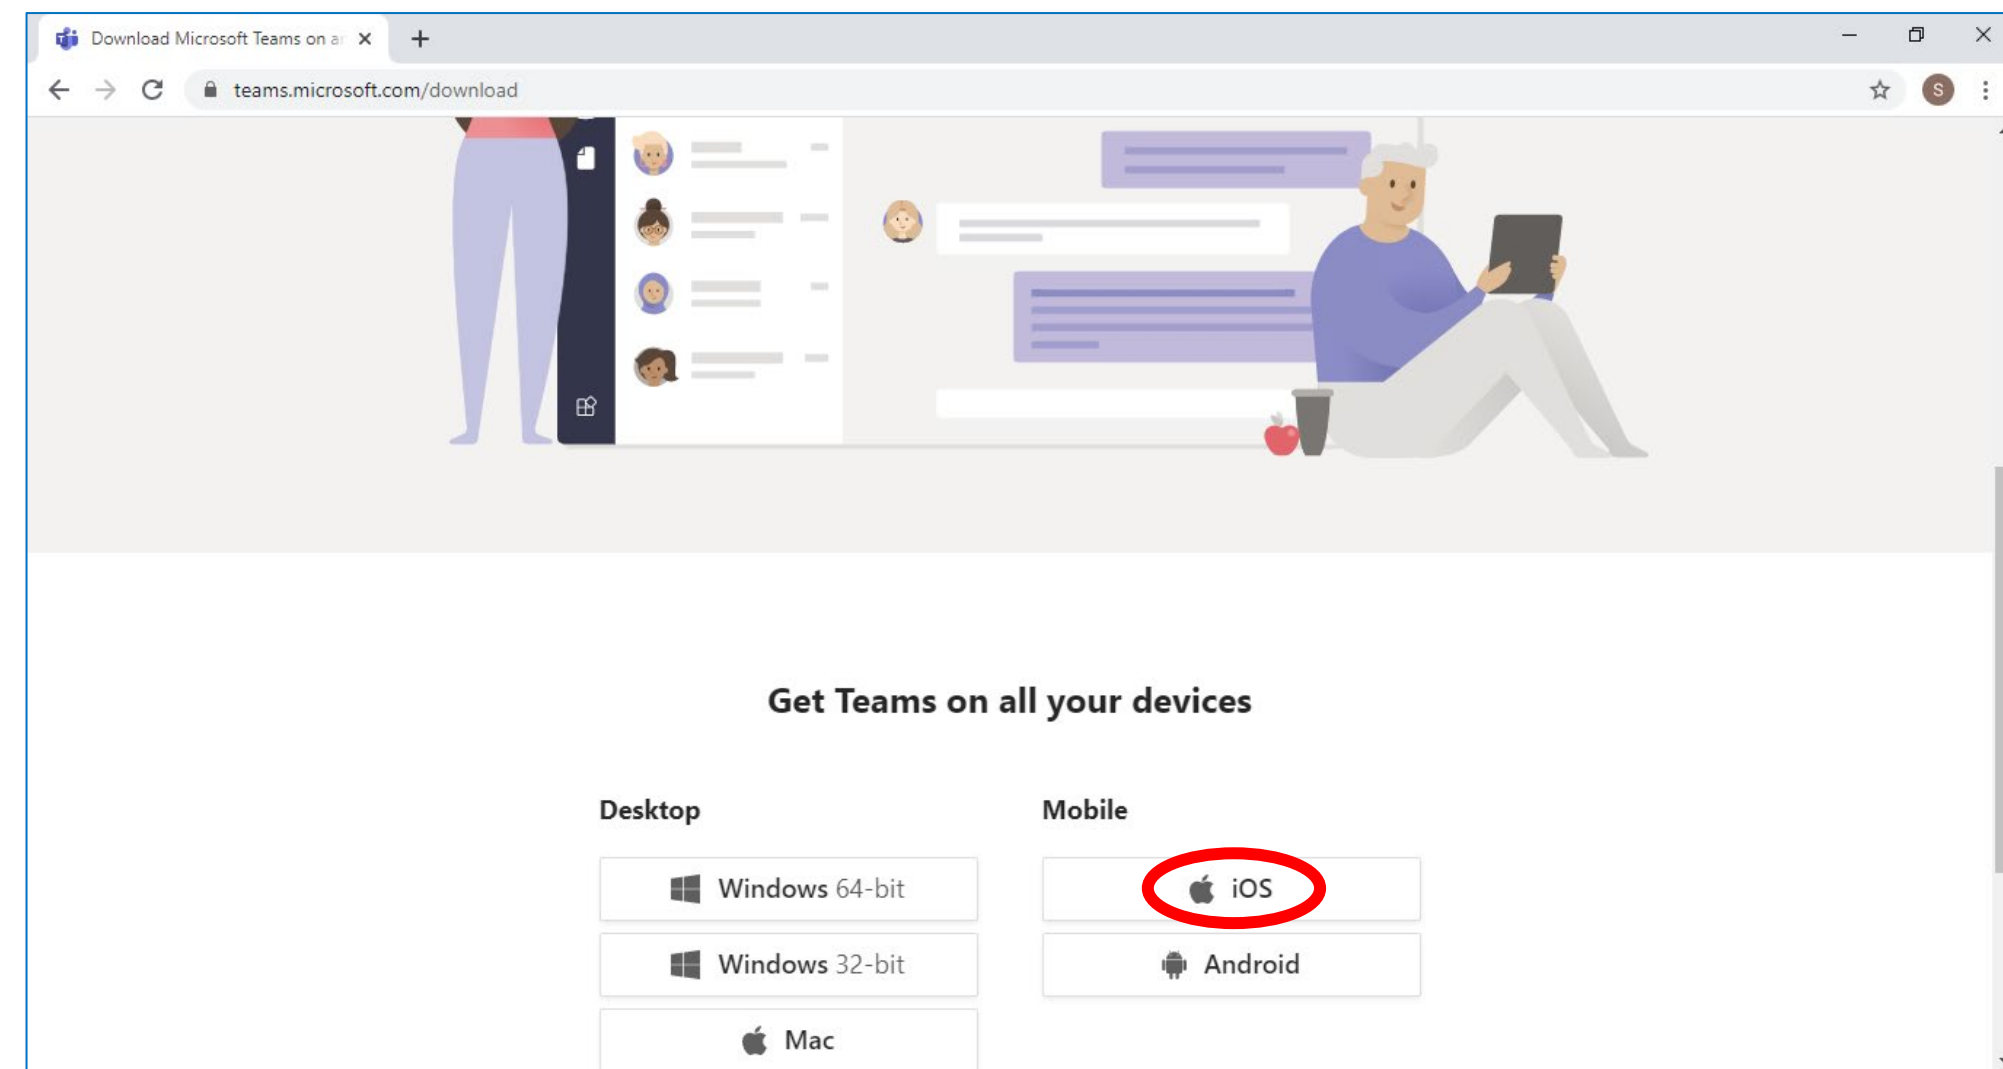 Download Microsoft Teams on a
teams.microsoft.com/download
S
Get Teams on all your devices
Desktop
Mobile
Windows 64-bit
iOS
Windows 32-bit
Android
Mac